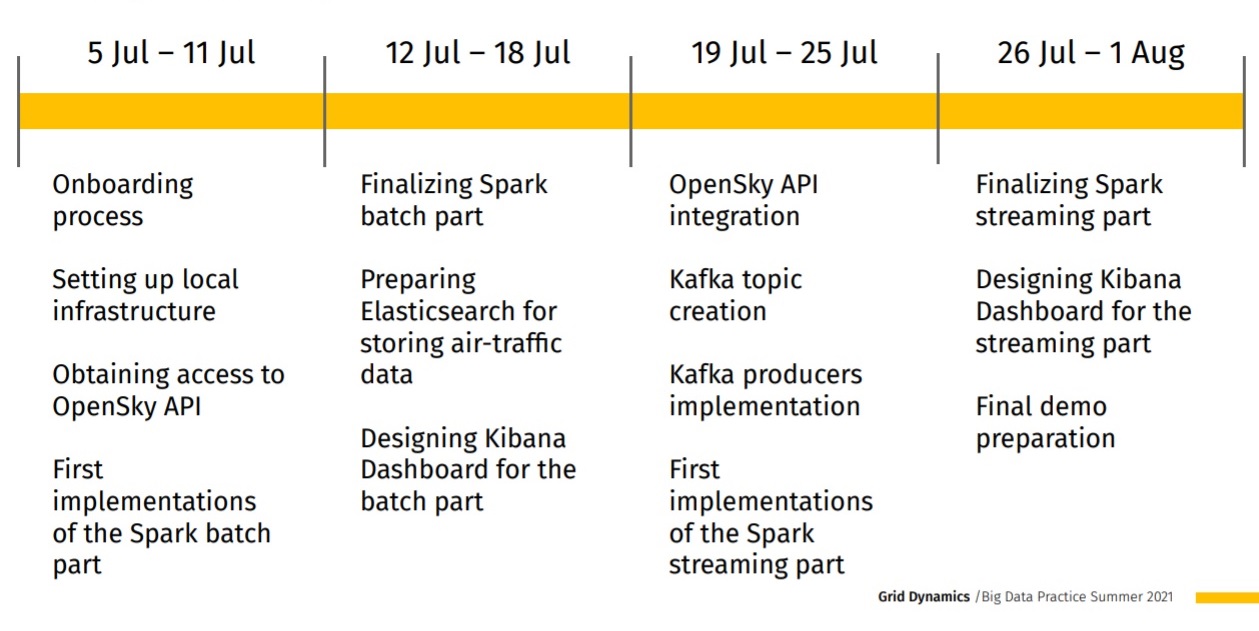 5 Jul – 11 Jul
12 Jul – 18 Jul
19 Jul – 25 Jul
26 Jul – 1 Aug
Onboarding
process
Setting up local
infrastructure
Obtaining access to
OpenSky API
First
implementations
of the Spark batch
part
Finalizing Spark
batch part
Preparing
Elasticsearch for
storing air-traffic
data
Designing Kibana
Dashboard for the
batch part
OpenSky API
integration
Kafka topic
creation
Kafka producers
implementation
First
implementations
of the Spark
streaming part
Finalizing Spark
streaming part
Designing Kibana
Dashboard for the
streaming part
Final demo
preparation
Grid Dynamics /Big Data Practice Summer 2021